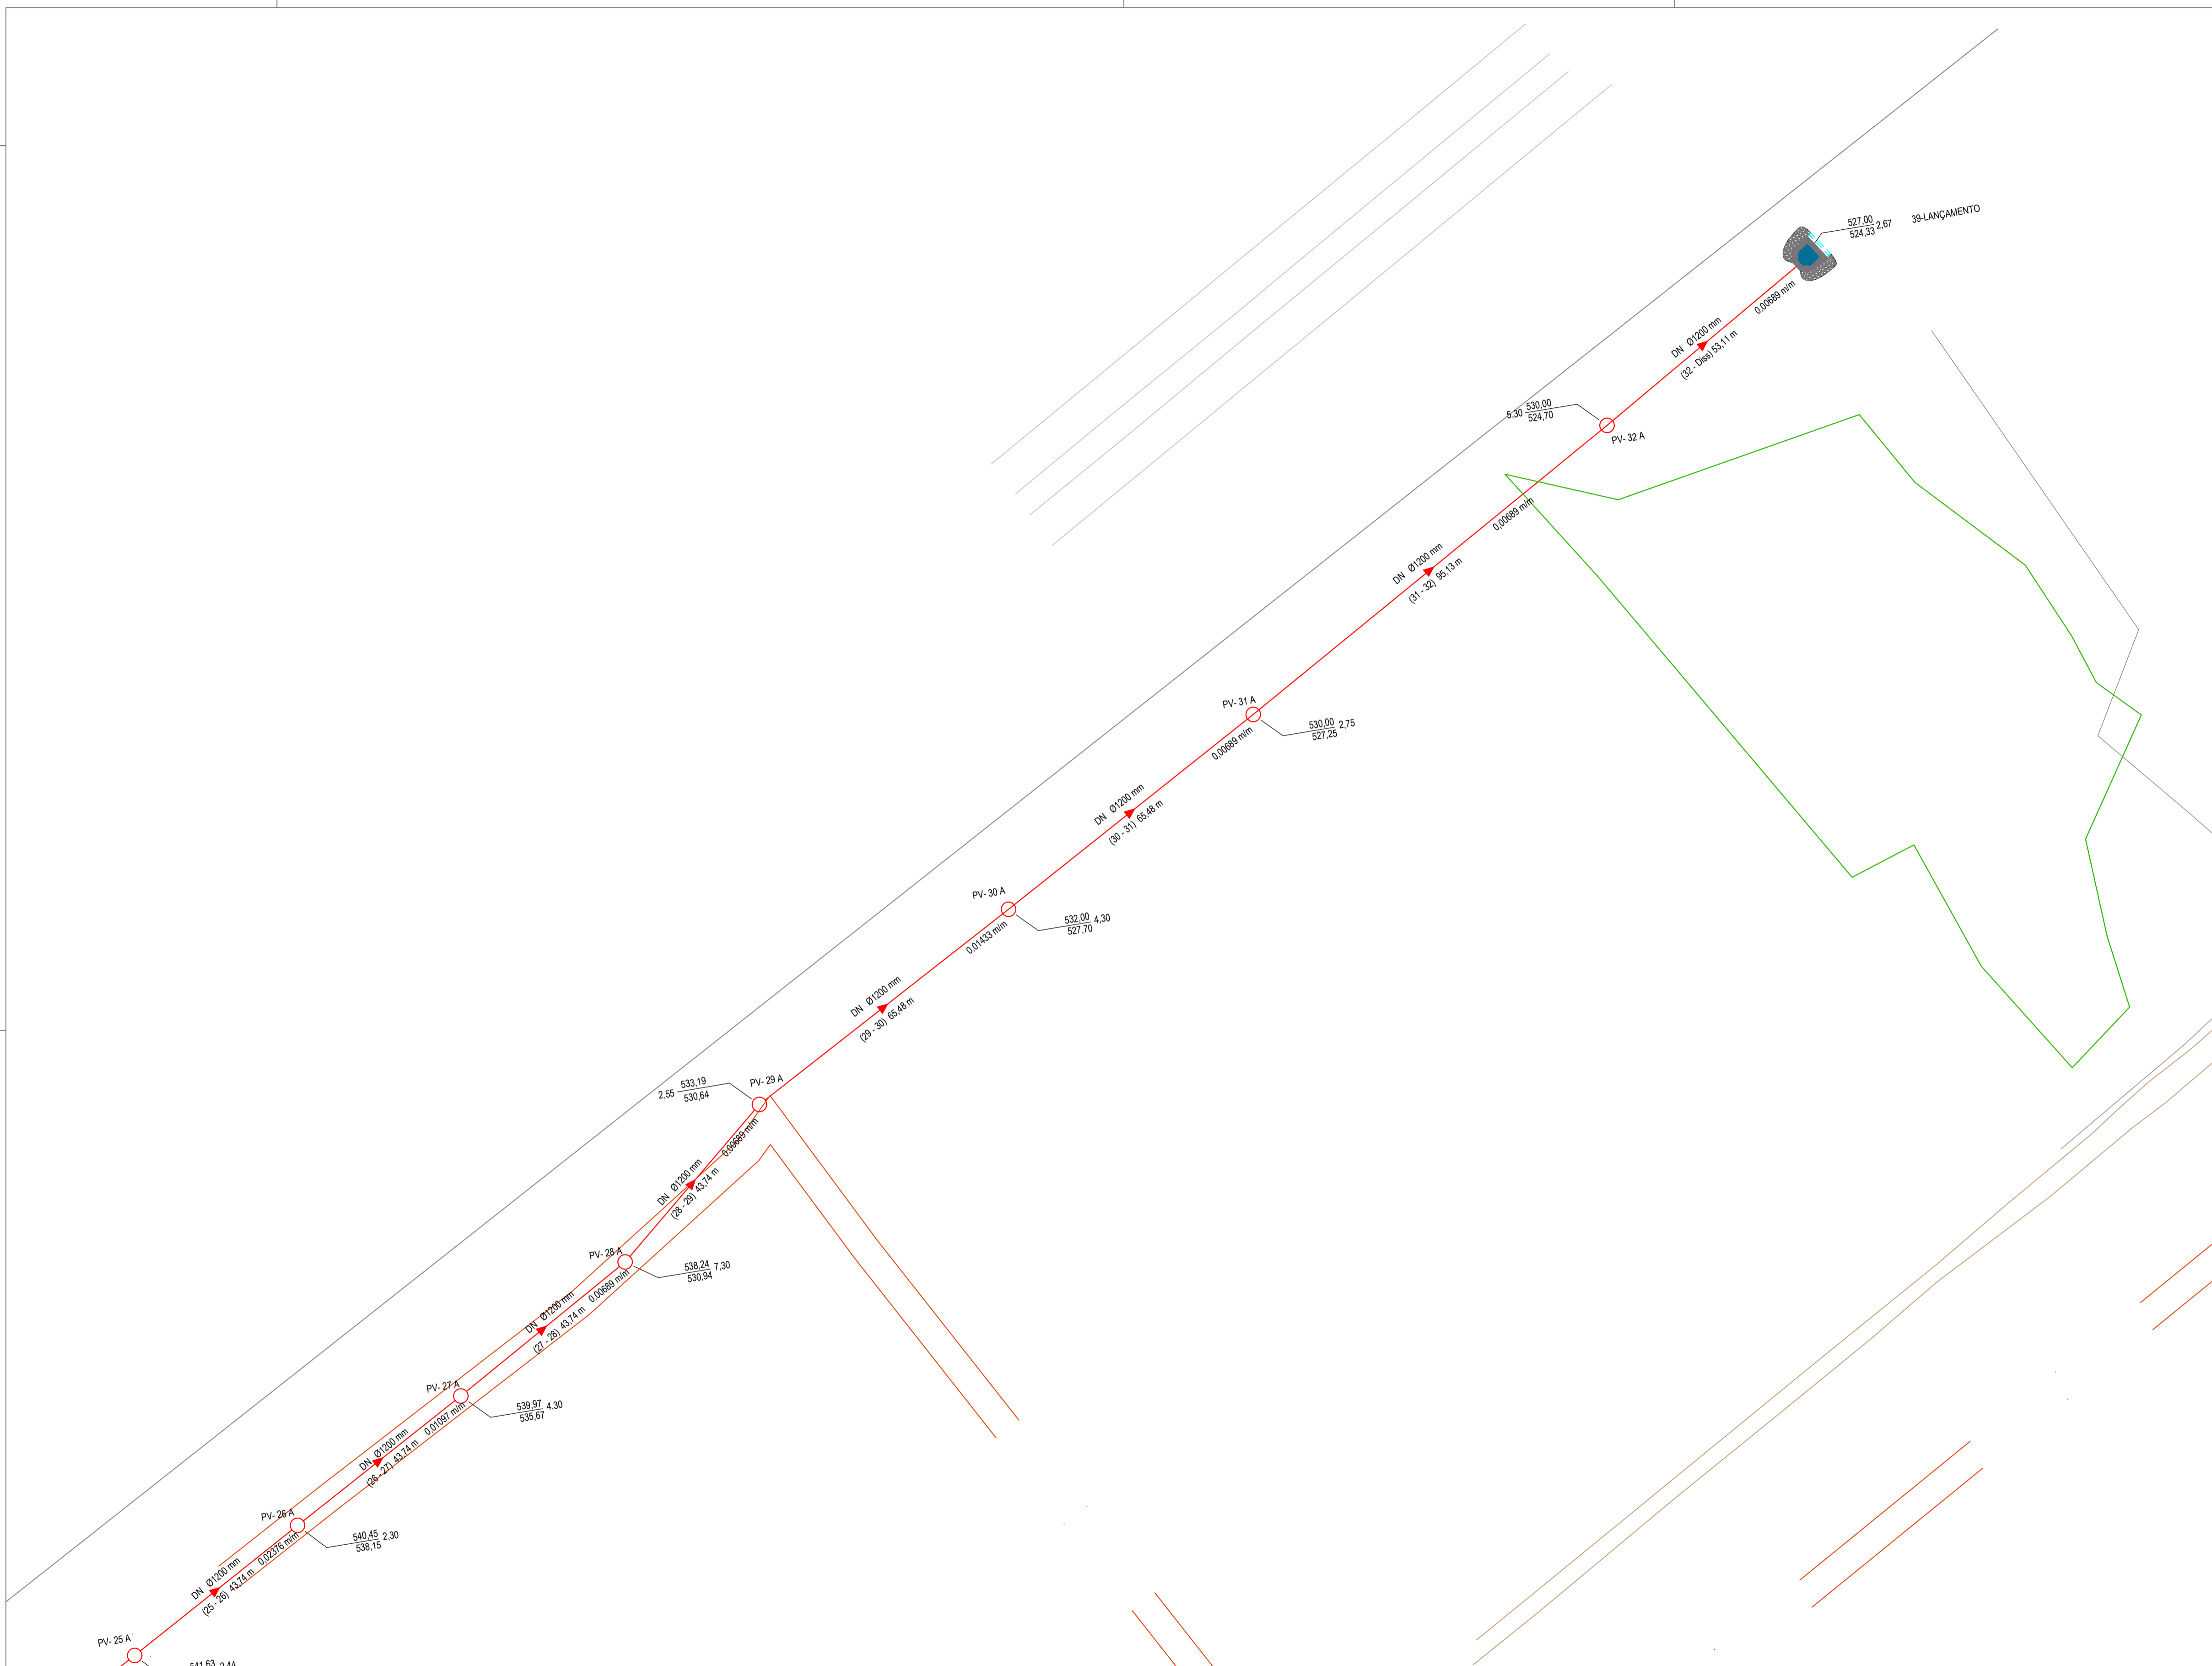 527,00
524,33 2,67
39-LANÇAMENTO
0,00689 m/m
DN Ø1200 mm
(32 - Diss) 53,11 m
5,30 530,00
524,70
PV- 32 A
0,00689 m/m
DN Ø1200 mm
(31 - 32) 95,13 m
PV- 31 A
530,00 2,75
527,25
0,00689 m/m
DN Ø1200 mm
(30 - 31) 65,48 m
PV- 30 A
532,00 4,30
527,70
0,01433 m/m
DN Ø1200 mm
(29 - 30) 65,48 m
PV- 29 A
2,55 533,19
530,64
0,00689 m/m
DN Ø1200 mm
(28 - 29) 43,74 m
PV- 28 A
538,24 7,30
530,94
0,00689 m/m
DN Ø1200 mm
(27 - 28) 43,74 m
PV- 27 A
539,97 4,30
535,67
0,01097 m/m
DN Ø1200 mm
(26 - 27) 43,74 m
PV- 26 A
540,45 2,30
538,15
0,02376 m/m
DN Ø1200 mm
(25 - 26) 43,74 m
PV- 25 A
541,63 2,44